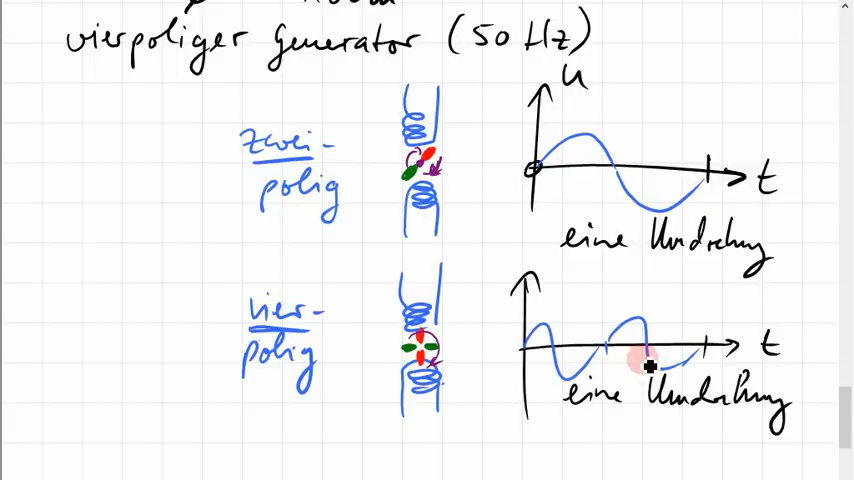 vierpoliger Generator (50 Hz)
u
zwei-
polig
t
eine Umdrehung
vier-
polig
t
eine Umdrehung